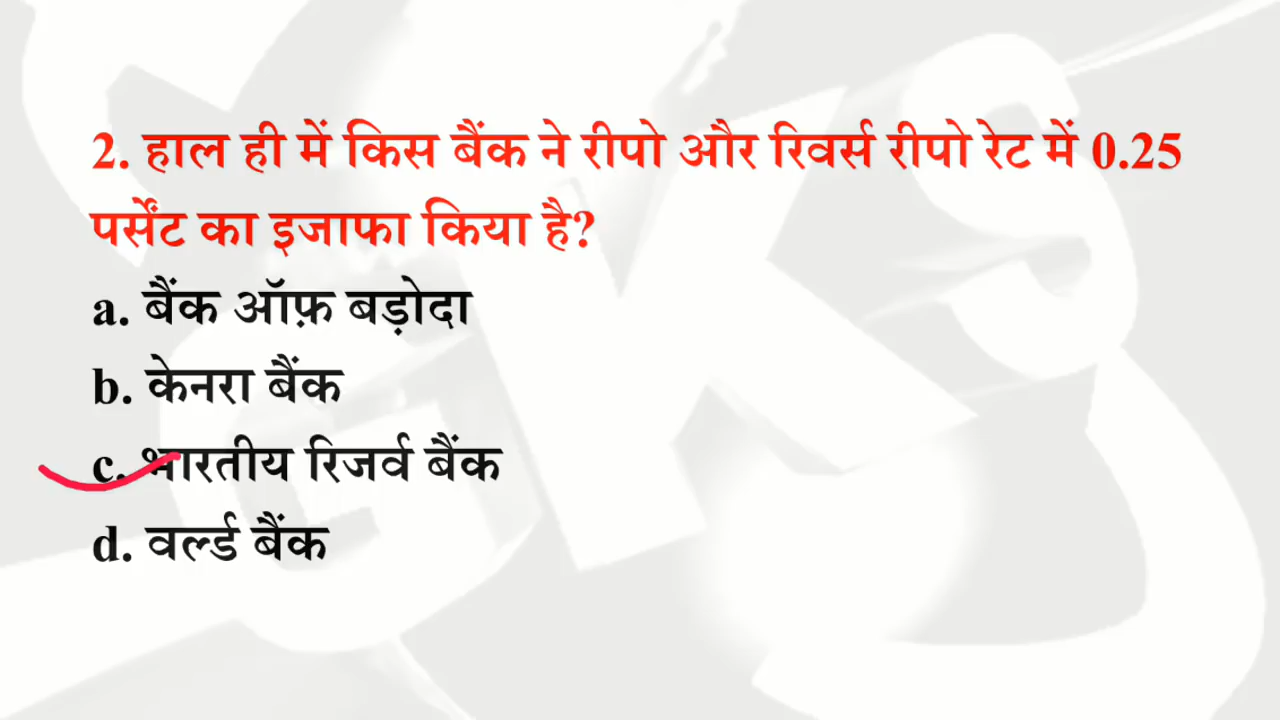 2. हाल ही में किस बैंक ने रीपो और रिवर्स रीपो रेट में 0.25
पर्सेंट का इजाफा किया है?
a. बैंक ऑफ़ बड़ोदा
b. केनरा बैंक
c. भारतीय रिजर्व बैंक
d. वर्ल्ड बैंक